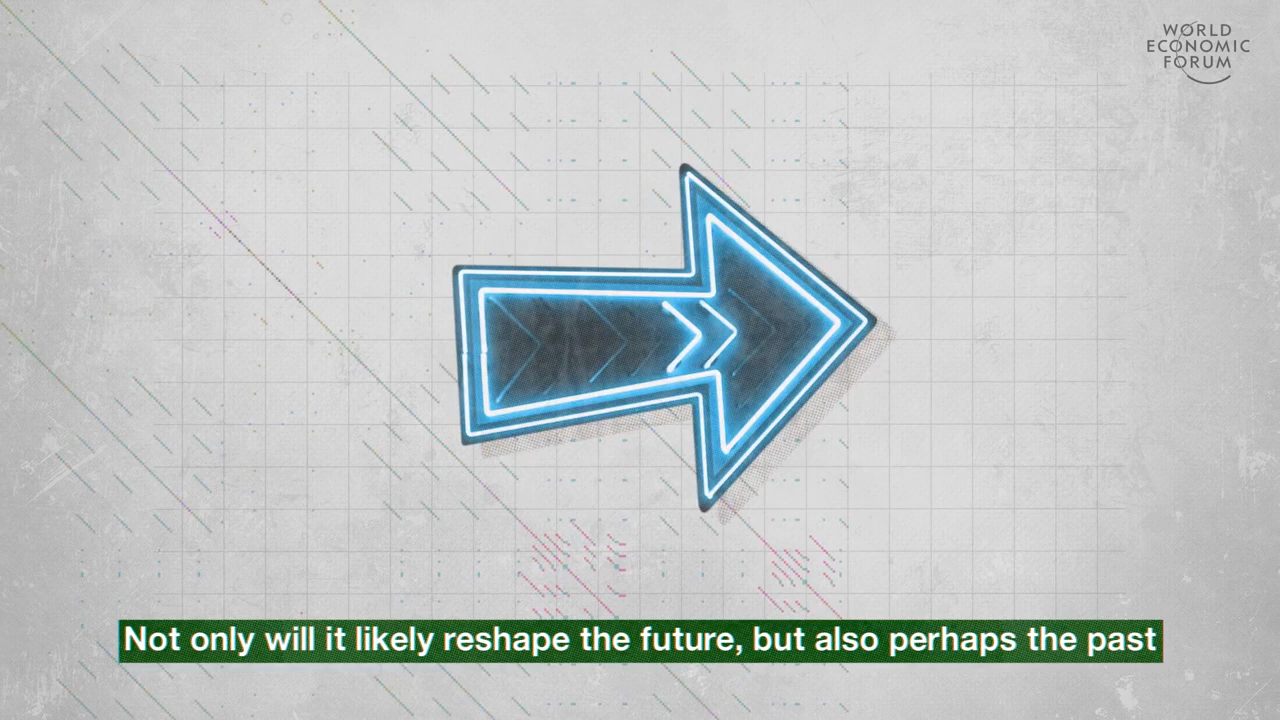 WORLD
ECONOMIC
FORUM
Not only will it likely reshape the future, but also perhaps the past